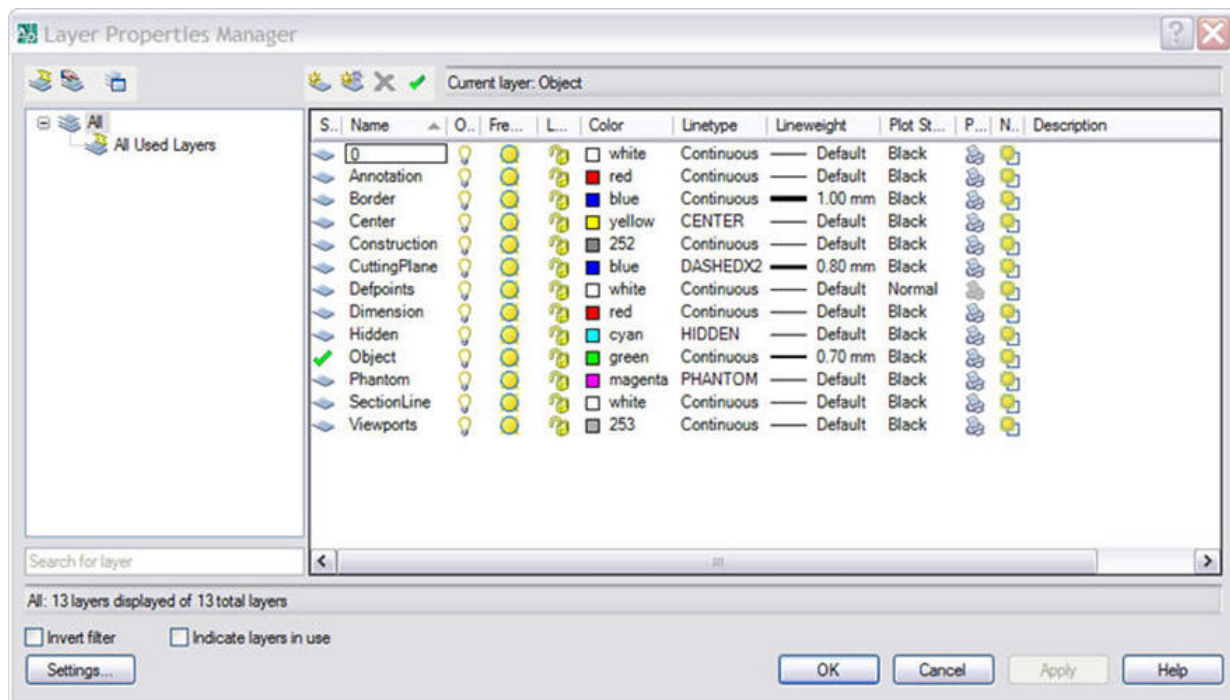 Layer Properties Manager
Current layer: Object
All
All Used Layers
S.. Name O.. Fre... L... Color Linetype Lineweight Plot St... P... N.. Description
0 white Continuous Default Black
Annotation red Continuous Default Black
Border blue Continuous 1.00 mm Black
Center yellow CENTER Default Black
Construction 252 Continuous Default Black
CuttingPlane blue DASHEDX2 0.80 mm Black
Defpoints white Continuous Default Normal
Dimension red Continuous Default Black
Hidden cyan HIDDEN Default Black
Object green Continuous 0.70 mm Black
Phantom magenta PHANTOM Default Black
SectionLine white Continuous Default Black
Viewports 253 Continuous Default Black
Search for layer
All: 13 layers displayed of 13 total layers
Invert filter Indicate layers in use
Settings... OK Cancel Apply Help